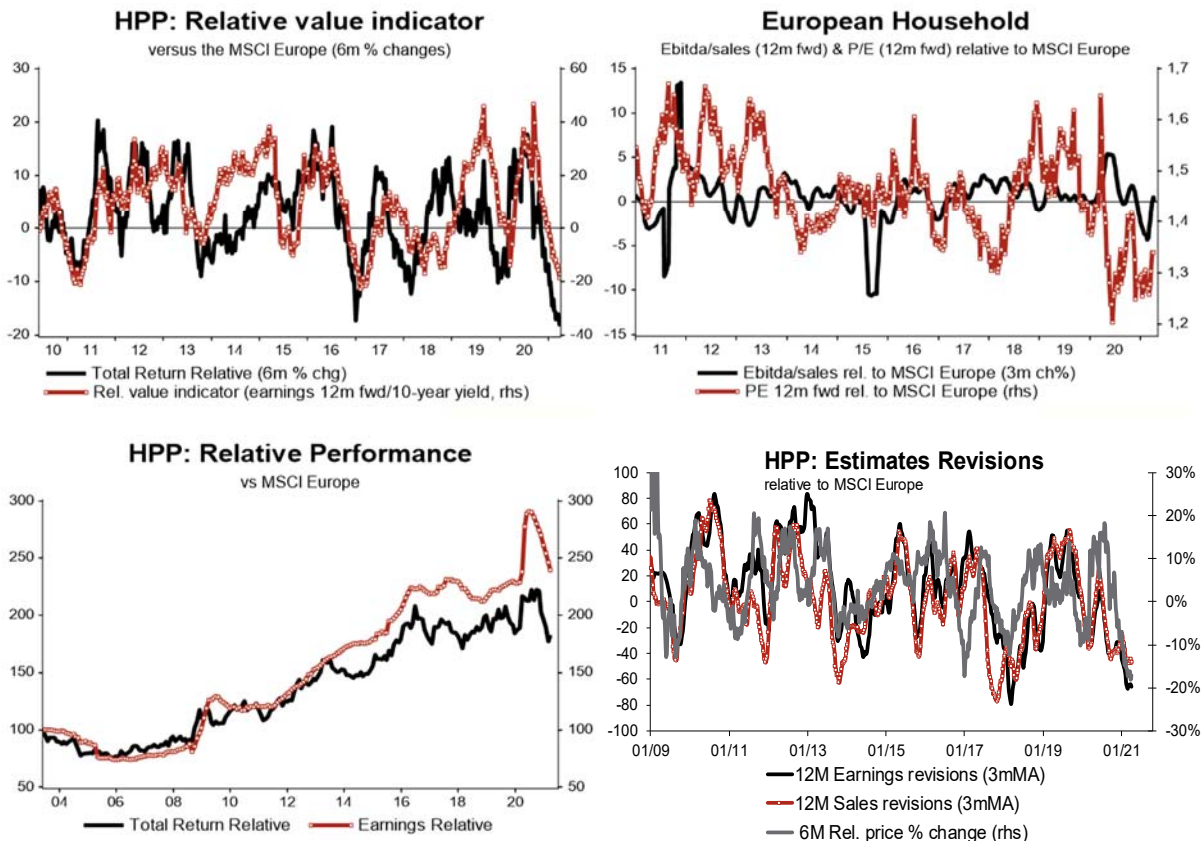 HPP: Relative value indicator
versus the MSCI Europe (6m % changes)
30
20
10
0
-10
-20
60
40
20
0
-20
-40
10 11 12 13 14 15 16 17 18 19 20
Total Return Relative (6m % chg)
Rel. value indicator (earnings 12m fwd/10-year yield, rhs)
European Household
Ebitda/sales (12m fwd) & P/E (12m fwd) relative to MSCI Europe
15
10
5
0
-5
-10
-15
1,7
1,6
1,5
1,4
1,3
1,2
11 12 13 14 15 16 17 18 19 20
Ebitda/sales rel. to MSCI Europe (3m ch%)
PE 12m fwd rel. to MSCI Europe (rhs)
HPP: Relative Performance
vs MSCI Europe
300
250
200
150
100
50
300
250
200
150
100
50
04 06 08 10 12 14 16 18 20
Total Return Relative Earnings Relative
HPP: Estimates Revisions
relative to MSCI Europe
100
80
60
40
20
0
-20
-40
-60
-80
-100
30%
20%
10%
0%
-10%
-20%
-30%
01/09 01/11 01/13 01/15 01/17 01/19 01/21
12M Earnings revisions (3mMA)
12M Sales revisions (3mMA)
6M Rel. price % change (rhs)